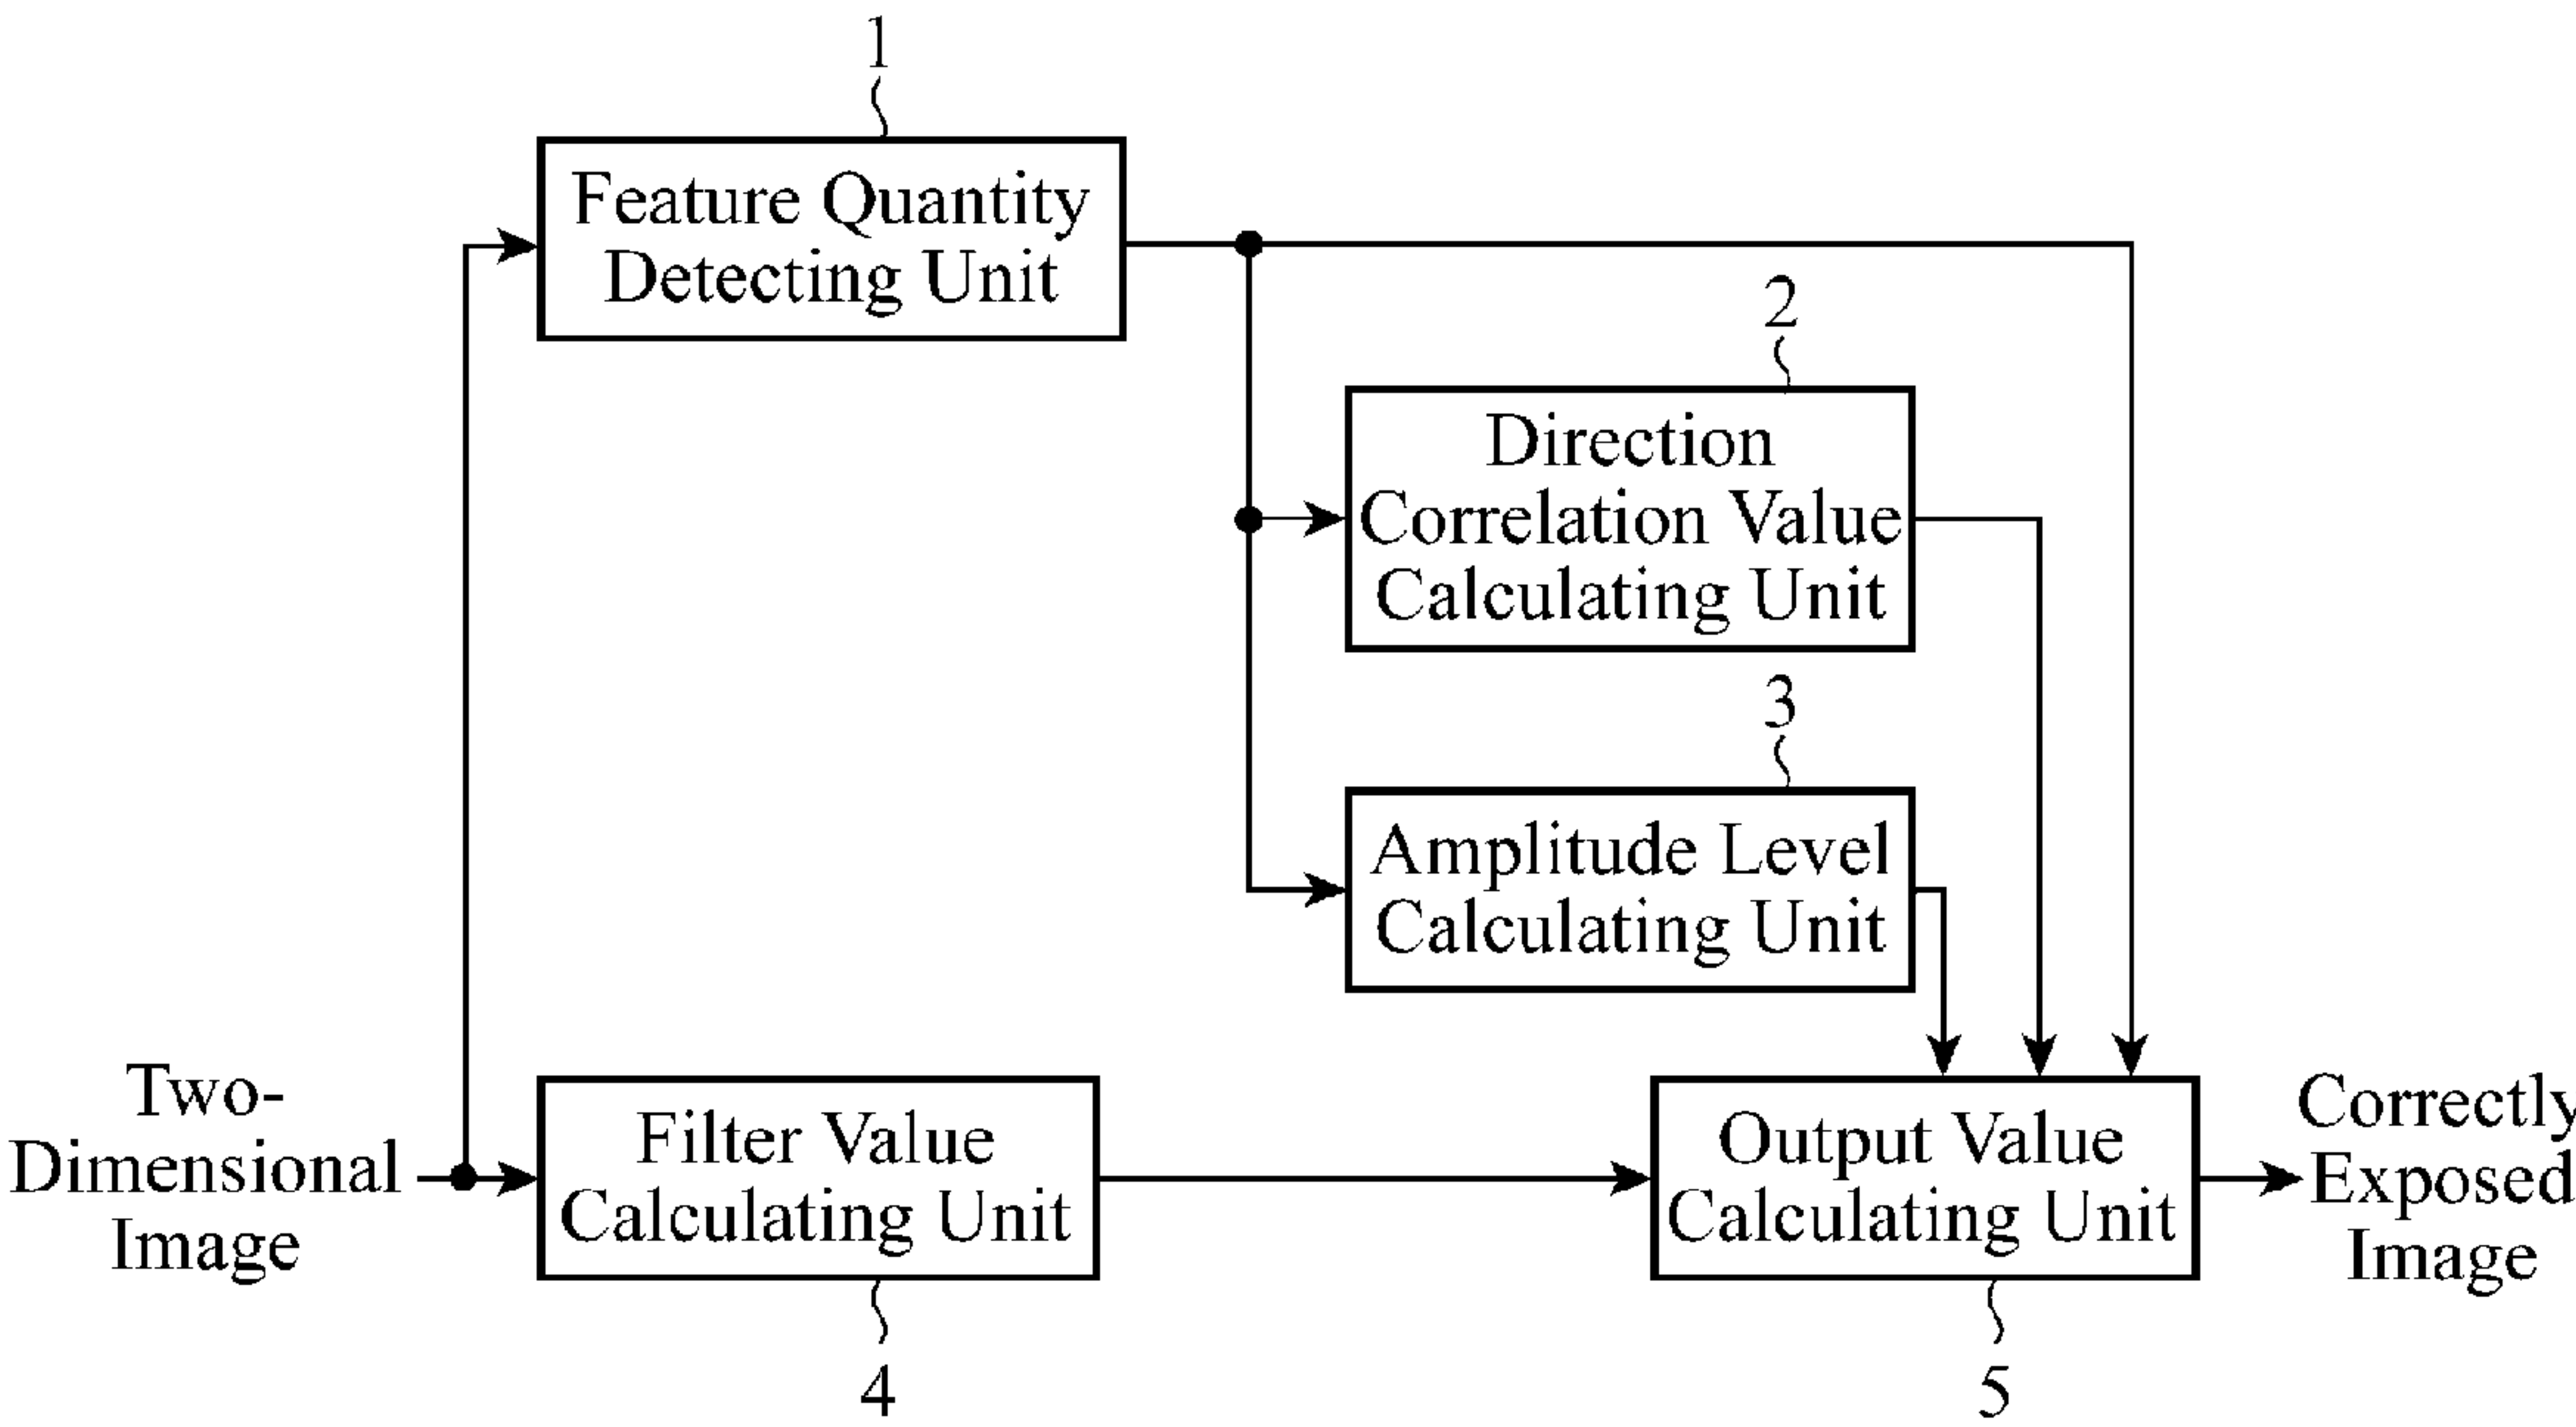 1
Feature Quantity
Detecting Unit
2
Direction
Correlation Value
Calculating Unit
3
Amplitude Level
Calculating Unit
Two-
Dimensional
Image
Filter Value
Calculating Unit
4
Output Value
Calculating Unit
5
Correctly
Exposed
Image